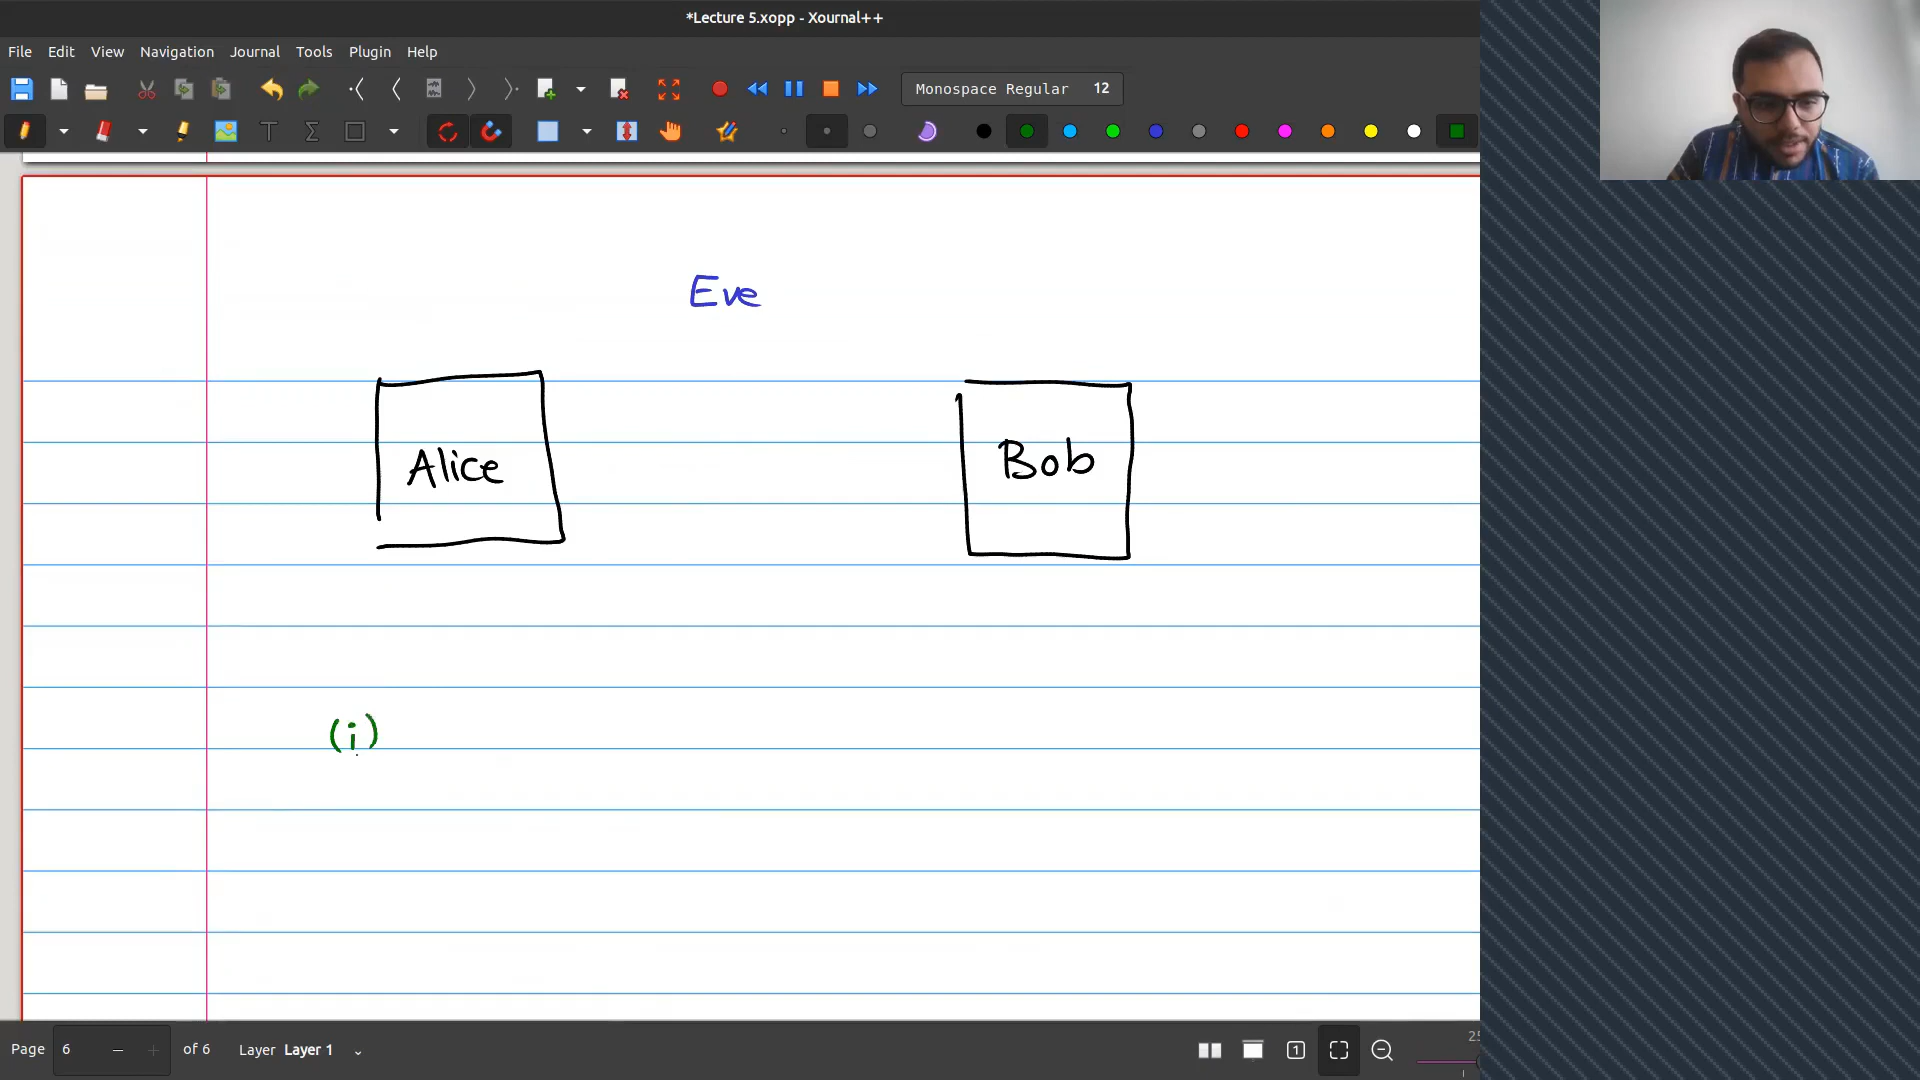 *Lecture 5.xopp - Xournal++
File Edit View Navigation Journal Tools Plugin Help
Monospace Regular 12
Eve
Alice Bob
(i)
Page 6 of 6 Layer Layer 1